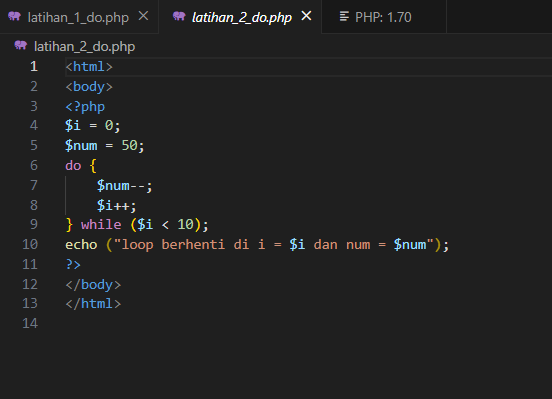 latihan_1_do.php
latihan_2_do.php
PHP: 1.70
latihan_2_do.php
1 <html>
2 <body>
3 <?php
4 $i = 0;
5 $num = 50;
6 do {
7     $num--;
8     $i++;
9 } while ($i < 10);
10 echo ("loop berhenti di i = $i dan num = $num");
11 ?>
12 </body>
13 </html>
14